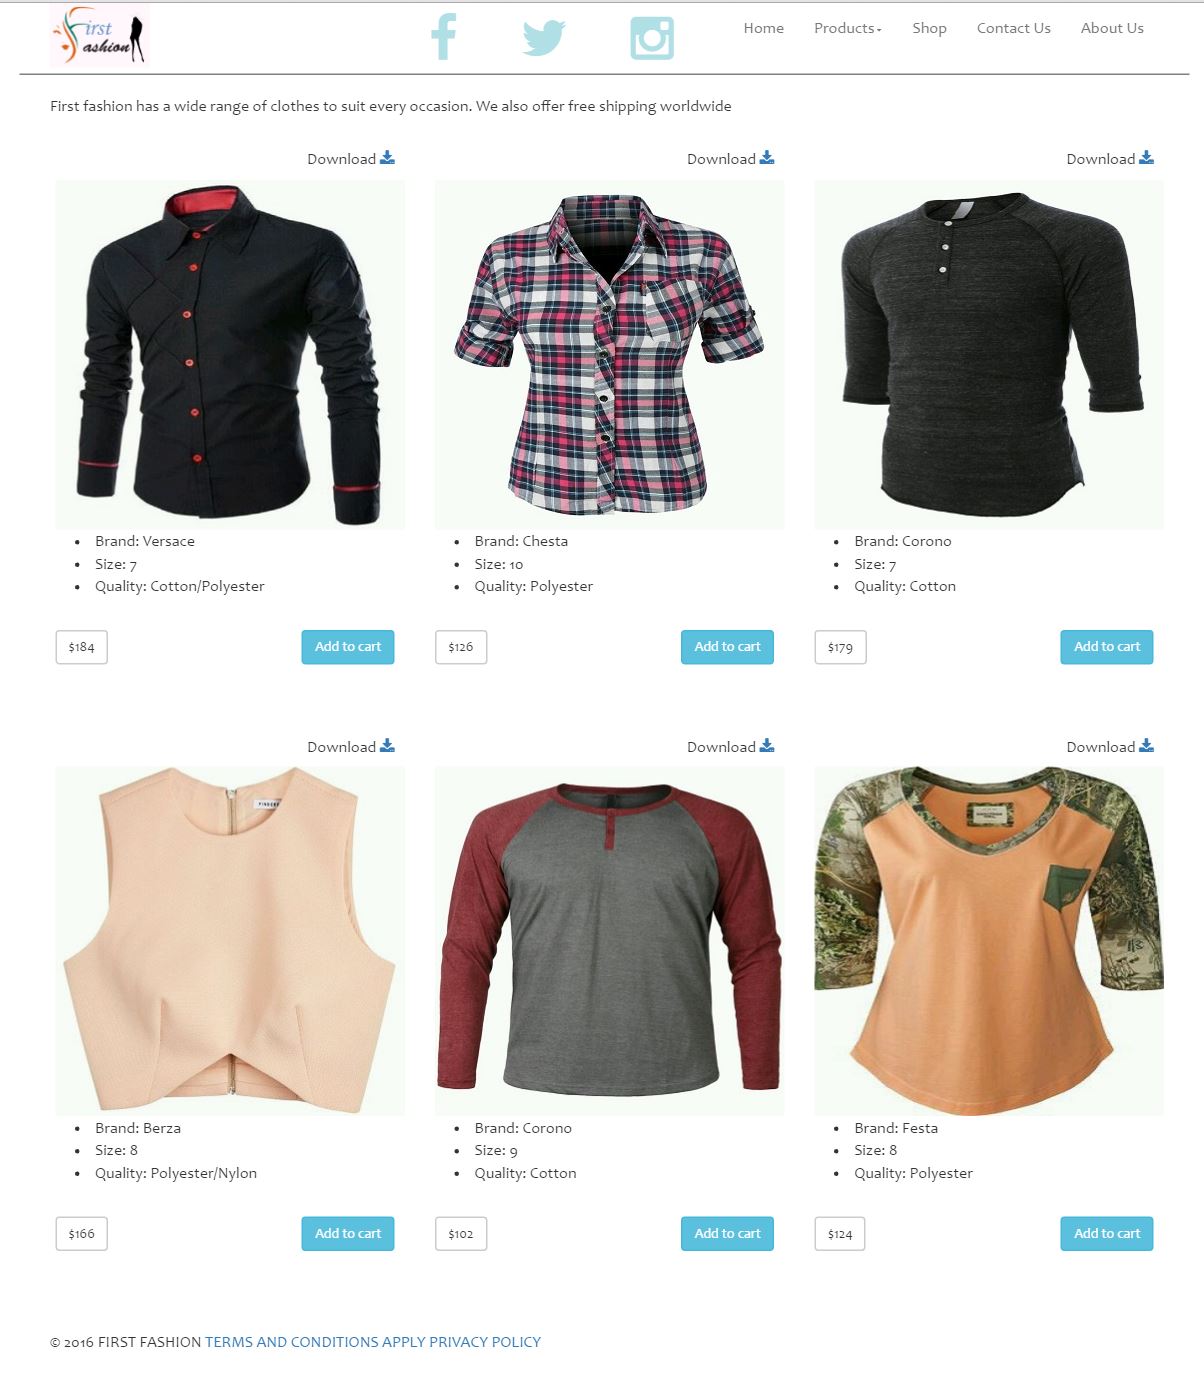 First
Fashion
Home Products Shop Contact Us About Us
First fashion has a wide range of clothes to suit every occasion. We also offer free shipping worldwide
Download Download Download
Brand: Versace
Size: 7
Quality: Cotton/Polyester
$184 Add to cart
Brand: Chesta
Size: 10
Quality: Polyester
$126 Add to cart
Brand: Corono
Size: 7
Quality: Cotton
$179 Add to cart
Download Download Download
Brand: Berza
Size: 8
Quality: Polyester/Nylon
$166 Add to cart
Brand: Corono
Size: 9
Quality: Cotton
$102 Add to cart
Brand: Festa
Size: 8
Quality: Polyester
$124 Add to cart
© 2016 FIRST FASHION TERMS AND CONDITIONS APPLY PRIVACY POLICY